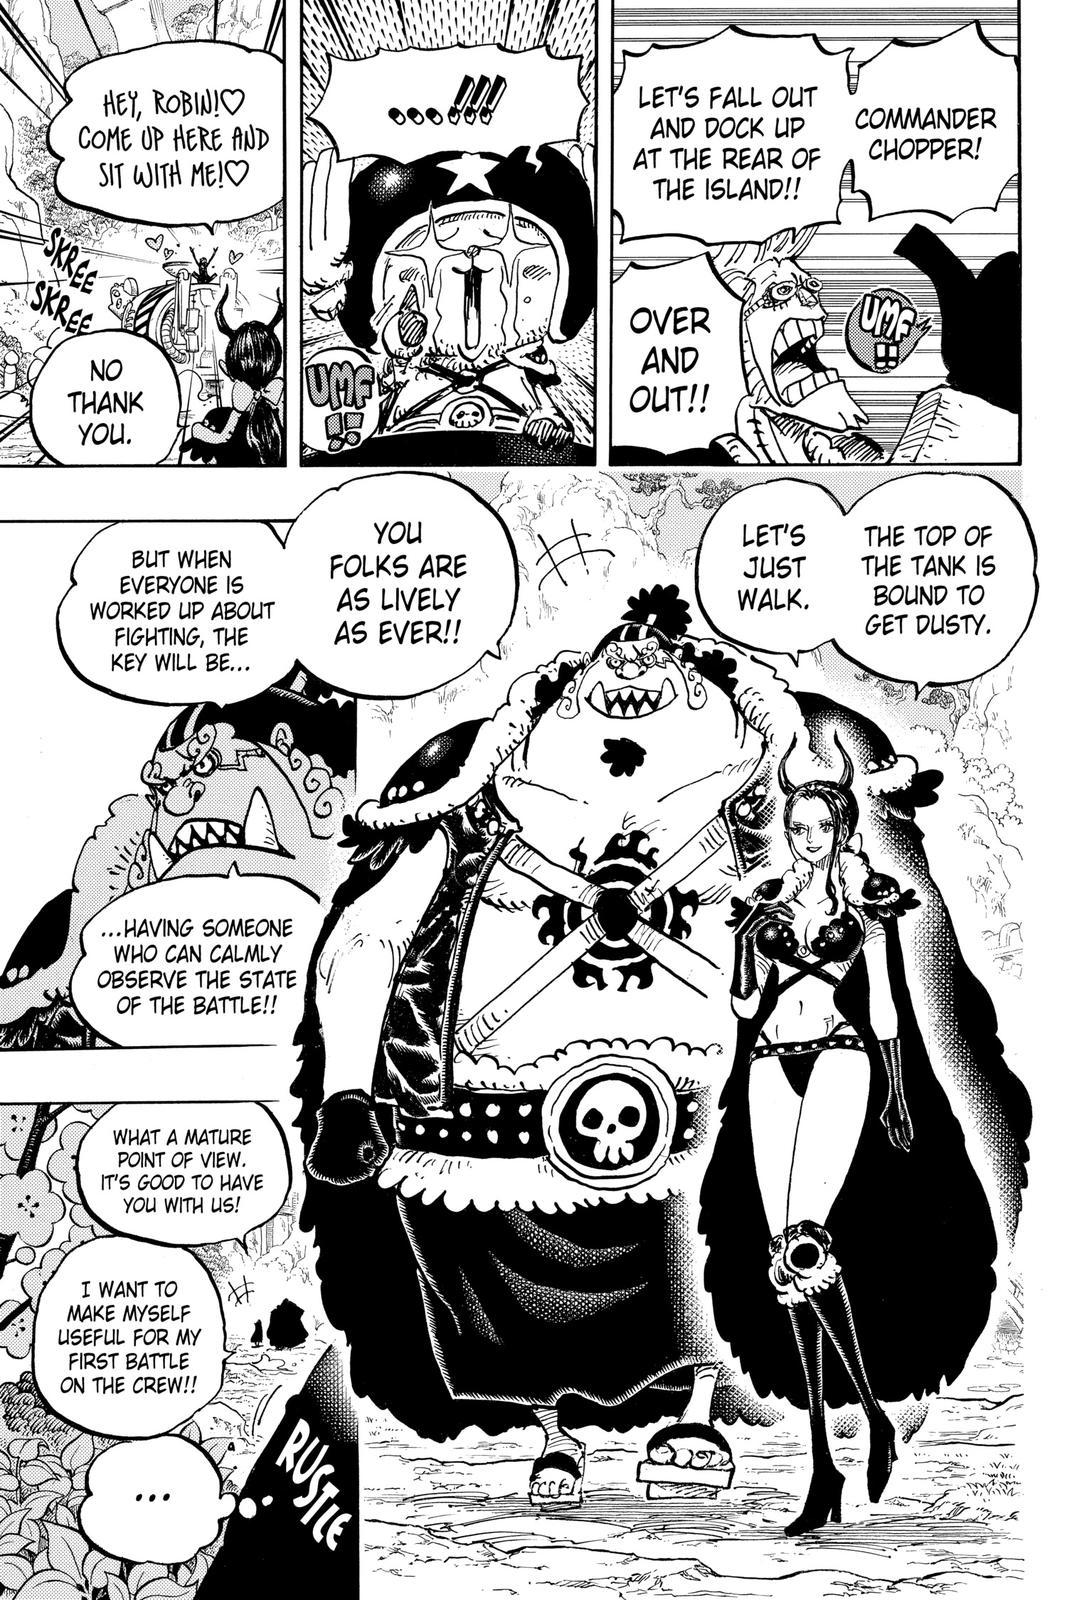 COMMANDER
CHOPPER!
LET'S FALL OUT
AND DOCK UP
AT THE REAR OF
THE ISLAND!!
OVER
AND
OUT!!
UMF
!!
...!!!
UMF
!!
HEY, ROBIN!♡
COME UP HERE AND
SIT WITH ME!♡
SKREE
SKREE
NO
THANK
YOU.
THE TOP OF
THE TANK IS
BOUND TO
GET DUSTY.
LET'S
JUST
WALK.
YOU
FOLKS ARE
AS LIVELY
AS EVER!!
BUT WHEN
EVERYONE IS
WORKED UP ABOUT
FIGHTING, THE
KEY WILL BE...
...HAVING SOMEONE
WHO CAN CALMLY
OBSERVE THE STATE
OF THE BATTLE!!
WHAT A MATURE
POINT OF VIEW.
IT'S GOOD TO HAVE
YOU WITH US!
I WANT TO
MAKE MYSELF
USEFUL FOR MY
FIRST BATTLE
ON THE CREW!!
...
RUSTLE